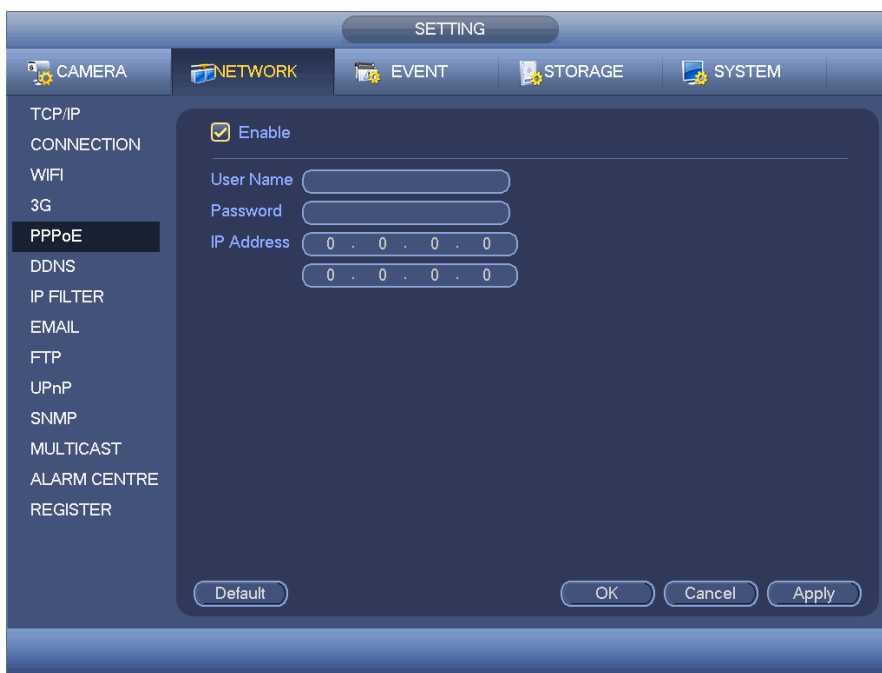 SETTING
CAMERA NETWORK EVENT STORAGE SYSTEM
TCP/IP
CONNECTION
WIFI
3G
PPPoE
DDNS
IP FILTER
EMAIL
FTP
UPnP
SNMP
MULTICAST
ALARM CENTRE
REGISTER
Enable
User Name
Password
IP Address 0 . 0 . 0 . 0
0 . 0 . 0 . 0
Default OK Cancel Apply